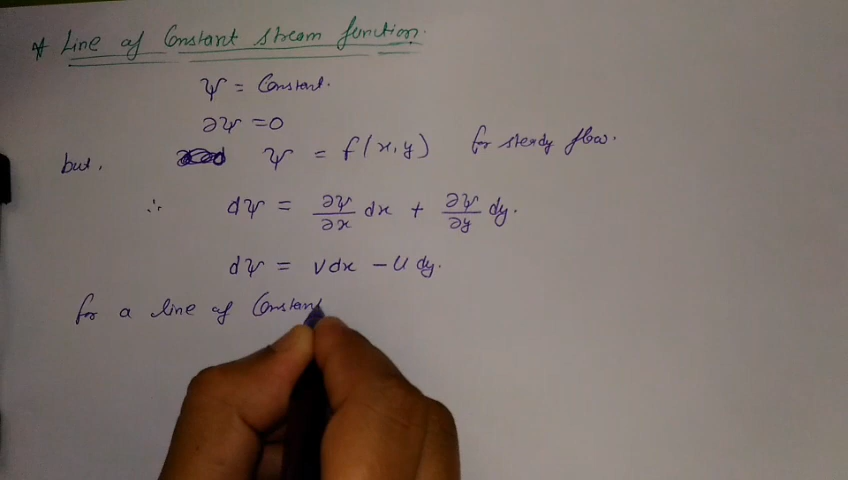 * Line of Constant stream function.
ψ = Constant.
∂ψ = 0
but. ψ = f(x,y) for steady flow.
∴ dψ = ∂ψ/∂x dx + ∂ψ/∂y dy.
dψ = v dx - u dy.
for a line of Constant